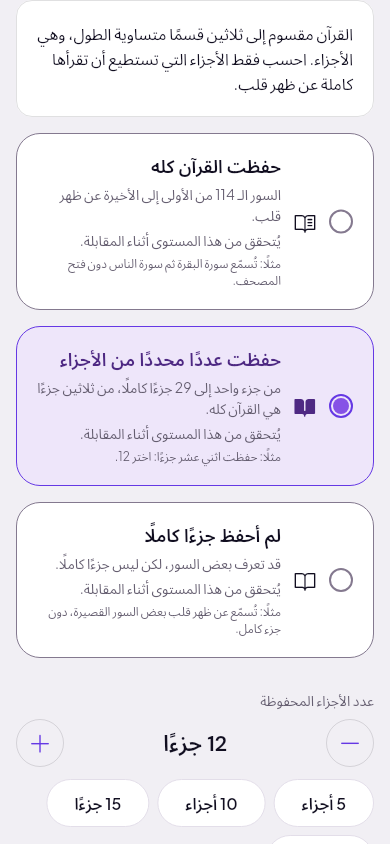 القرآن مقسوم إلى ثلاثين قسمًا متساوية الطول، وهي
الأجزاء. احسب فقط الأجزاء التي تستطيع أن تقرأها
كاملة عن ظهر قلب.
حفظت القرآن كله
السور الـ 114 من الأولى إلى الأخيرة عن ظهر
قلب.
يُتحقق من هذا المستوى أثناء المقابلة.
مثلًا: تُسمّع سورة البقرة ثم سورة الناس دون فتح
المصحف.
حفظت عددًا محددًا من الأجزاء
من جزء واحد إلى 29 جزءًا كاملًا، من ثلاثين جزءًا
هي القرآن كله.
يُتحقق من هذا المستوى أثناء المقابلة.
مثلًا: حفظت اثني عشر جزءًا: اختر 12.
لم أحفظ جزءًا كاملًا
قد تعرف بعض السور، لكن ليس جزءًا كاملًا.
يُتحقق من هذا المستوى أثناء المقابلة.
مثلًا: تُسمّع عن ظهر قلب بعض السور القصيرة، دون
جزء كامل.
عدد الأجزاء المحفوظة
12 جزءًا
5 أجزاء
10 أجزاء
15 جزءًا